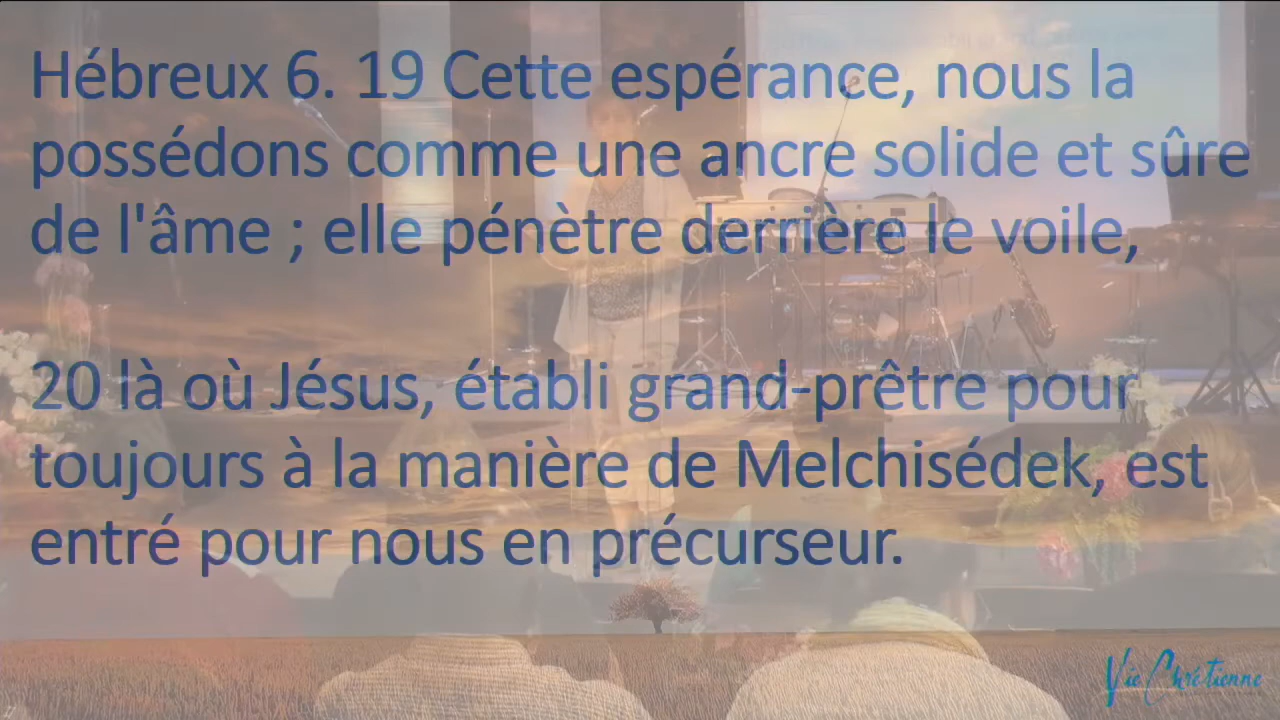 Hébreux 6. 19 Cette espérance, nous la
possédons comme une ancre solide et sûre
de l'âme ; elle pénètre derrière le voile,
20 là où Jésus, établi grand-prêtre pour
toujours à la manière de Melchisédek, est
entré pour nous en précurseur.
Vie Chrétienne